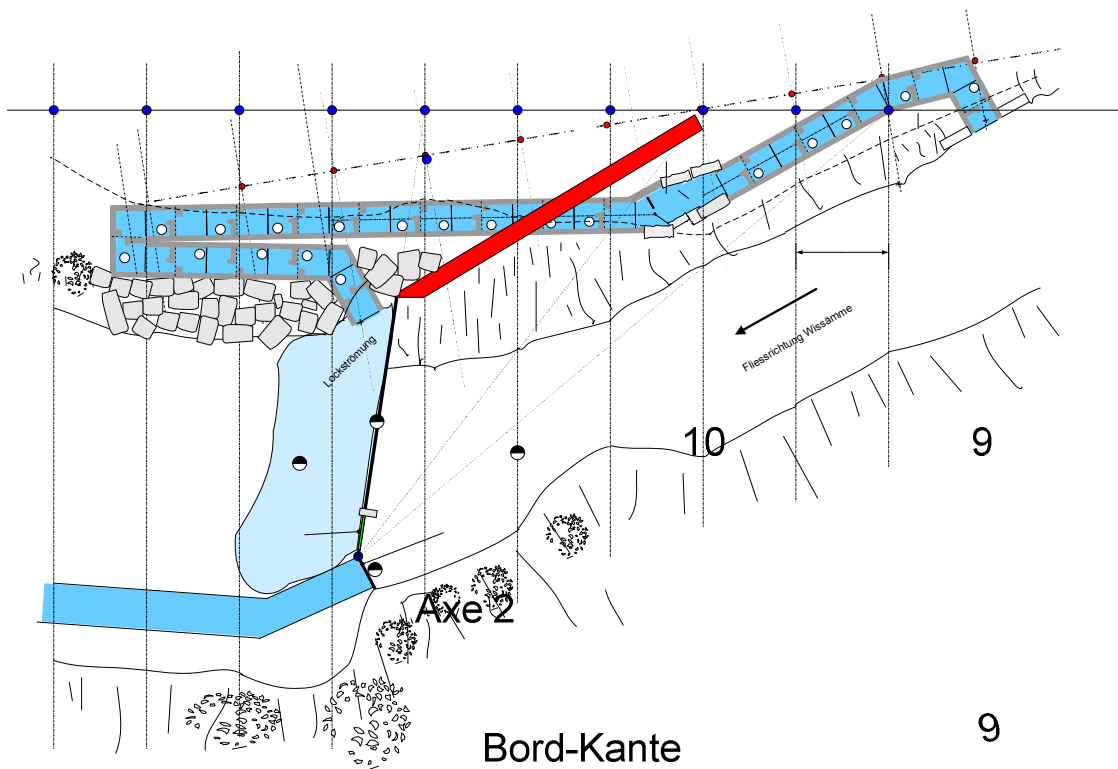 Lockströmung
Fliessrichtung Wissämme
10
9
Axe 2
Bord-Kante
9